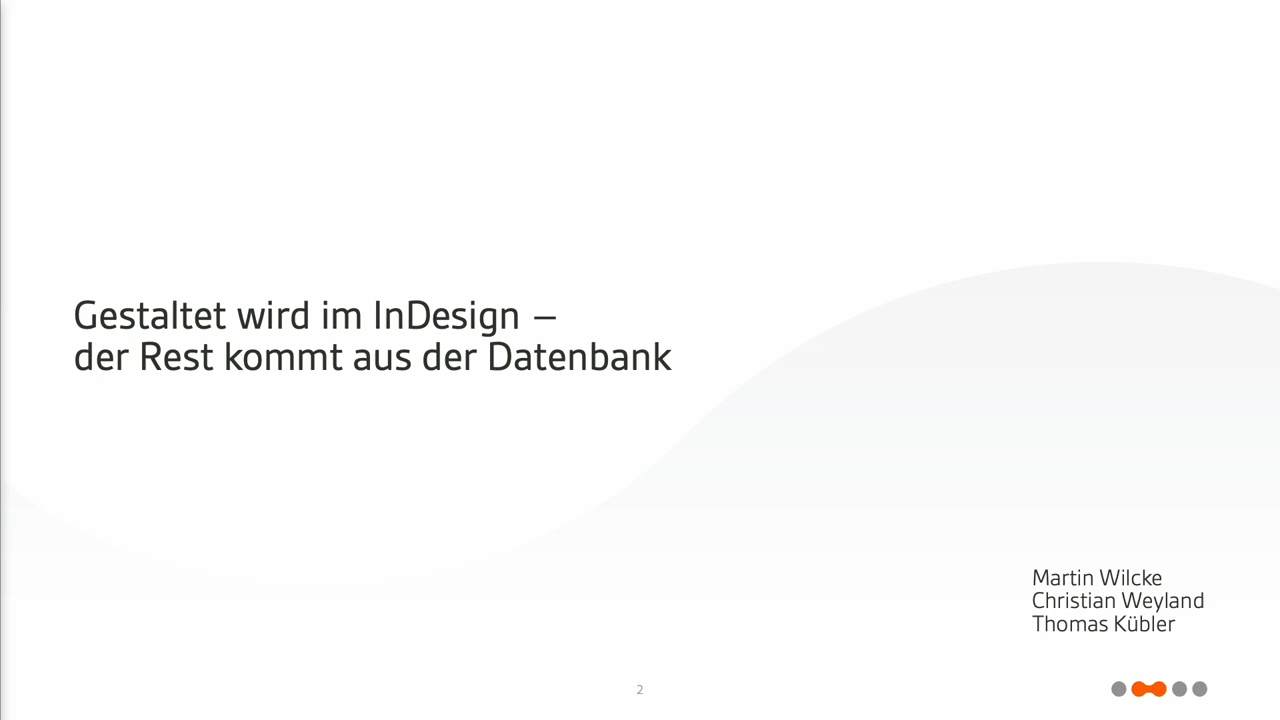 Gestaltet wird im InDesign –
der Rest kommt aus der Datenbank
Martin Wilcke
Christian Weyland
Thomas Kübler
2